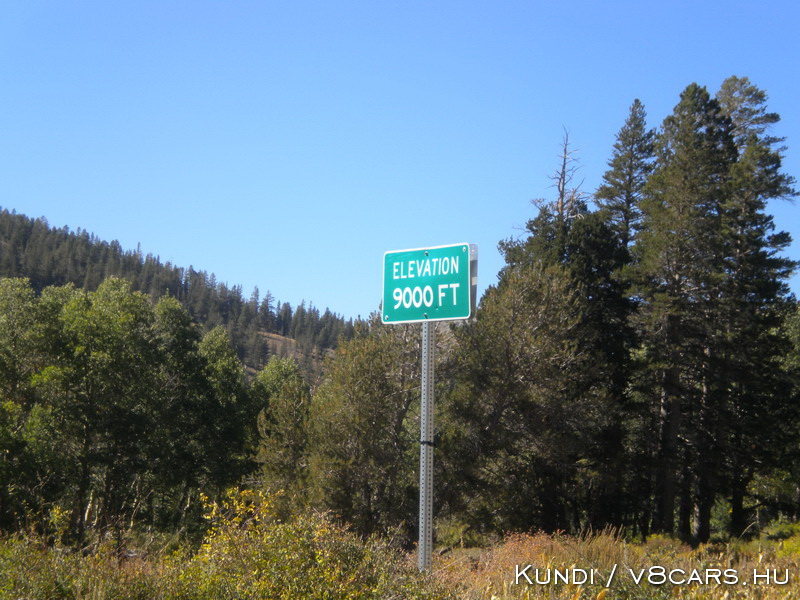 ELEVATION
9000 FT
Kundi / v8cars.hu